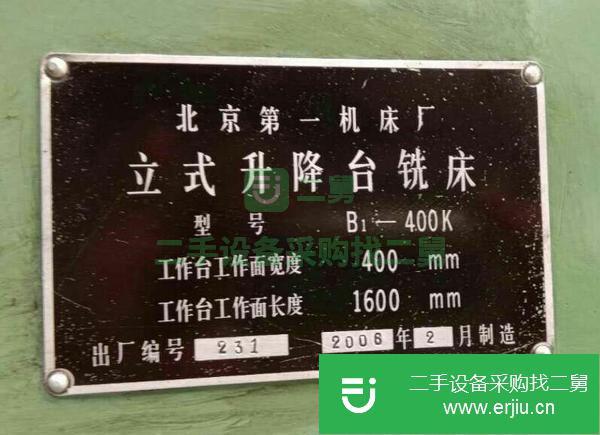 北京第一机床厂
立式升降台铣床
二舅
型号 B1－400K
二手设备采购找二舅
工作台工作面宽度 400 mm
工作台工作面长度 1600 mm
出厂编号 231 2006年2月制造
二手设备采购找二舅
www.erjiu.cn